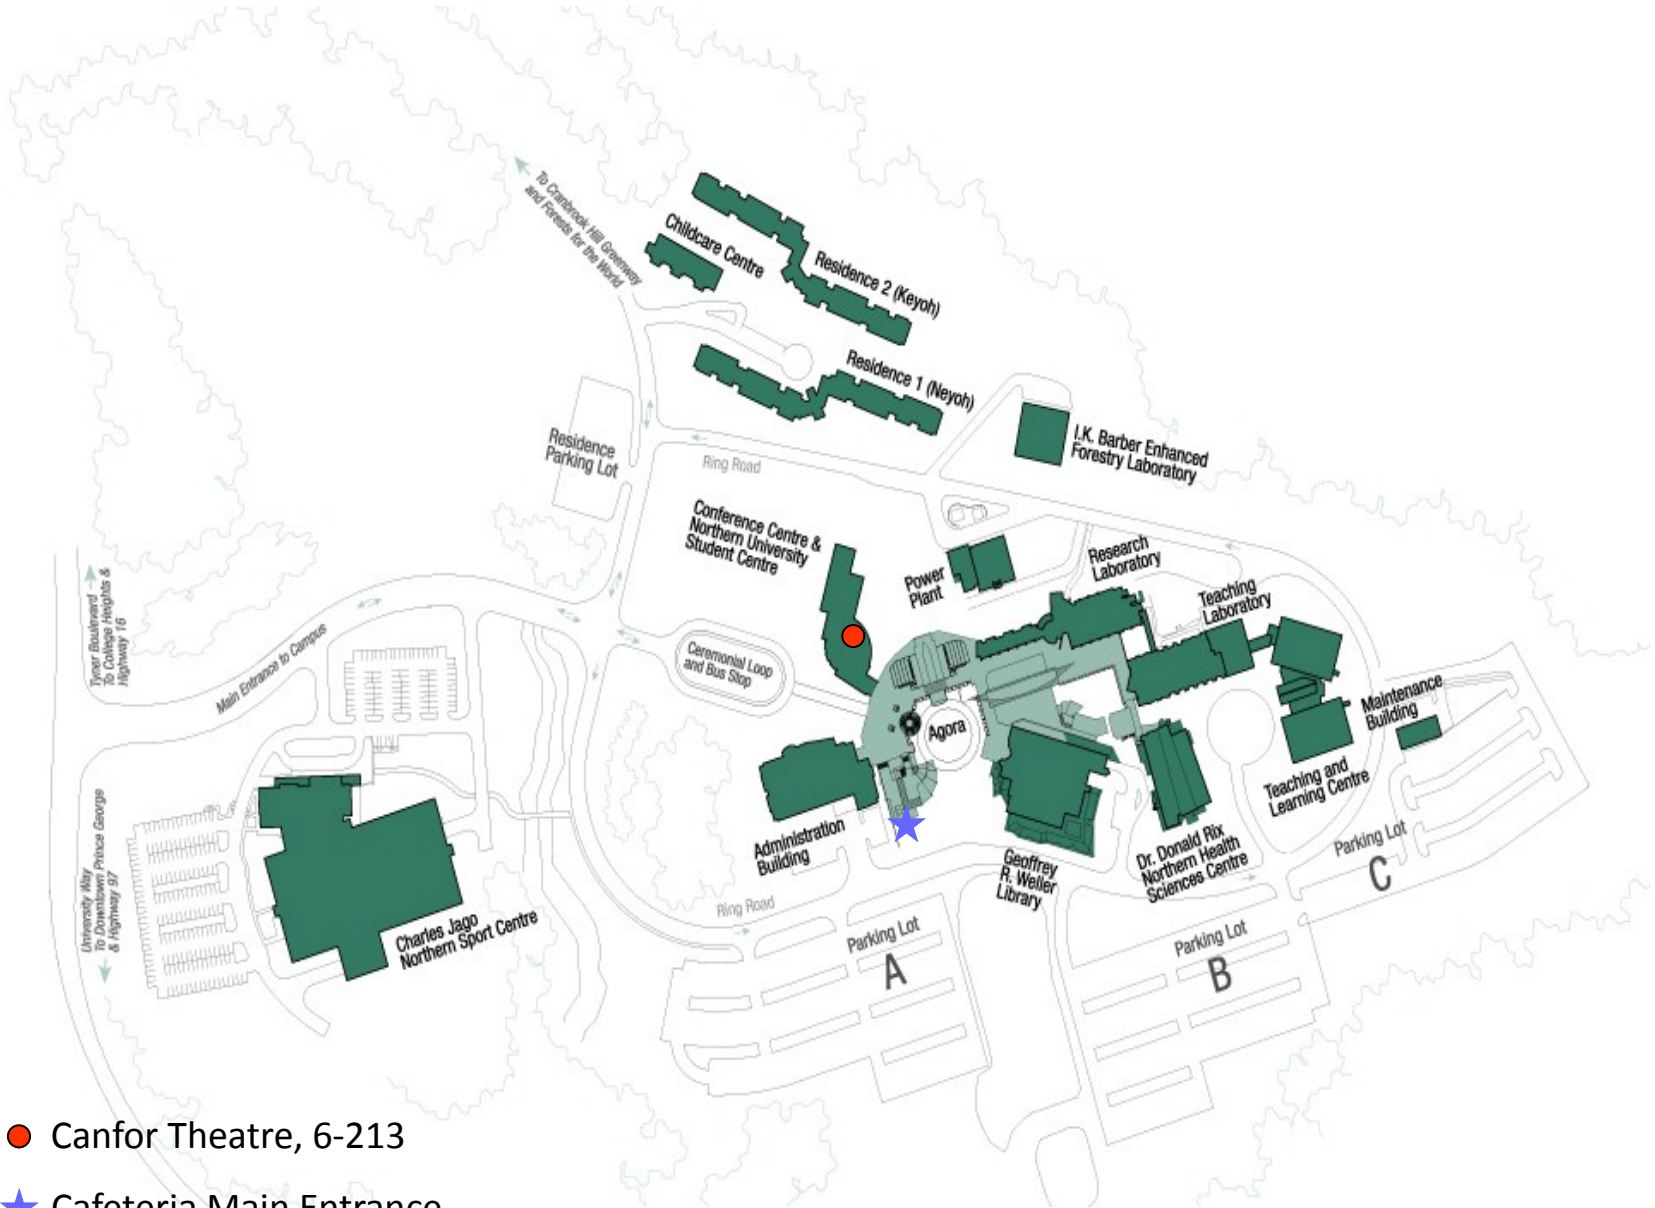 To Cranbrook Hill Greenway
and Forests for the World
Childcare Centre
Residence 2 (Keyoh)
Residence 1 (Neyoh)
Residence
Parking Lot
Ring Road
I.K. Barber Enhanced
Forestry Laboratory
Conference Centre &
Northern University
Student Centre
Power
Plant
Research
Laboratory
Teaching
Laboratory
Tyner Boulevard
To College Heights &
Highway 16
Main Entrance to Campus
Ceremonial Loop
and Bus Stop
Agora
Maintenance
Building
Teaching and
Learning Centre
Administration
Building
Geoffrey
R. Weller
Library
Dr. Donald Rix
Northern Health
Sciences Centre
Parking Lot
C
University Way
To Downtown Prince George
& Highway 97
Charles Jago
Northern Sport Centre
Ring Road
Parking Lot
A
Parking Lot
B
Canfor Theatre, 6-213
Cafeteria Main Entrance